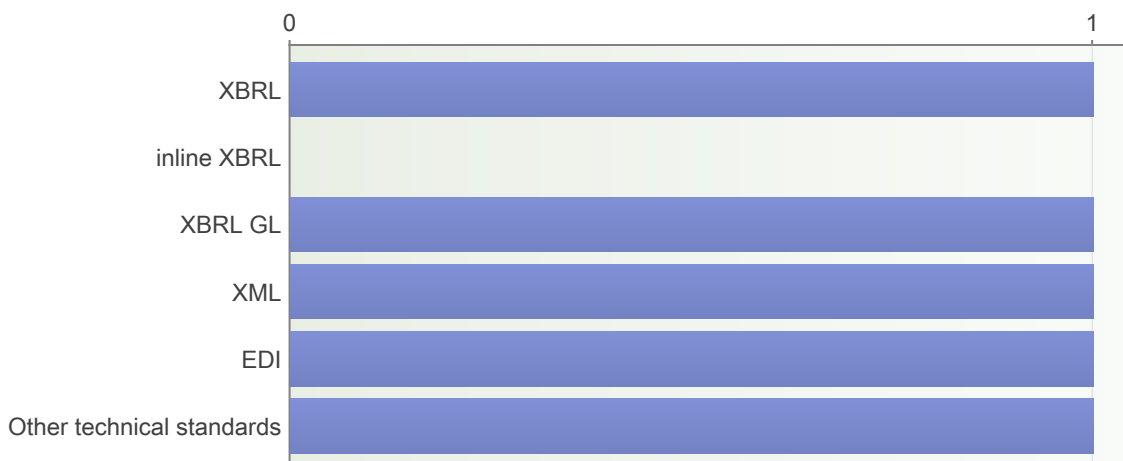 0 1
XBRL
inline XBRL
XBRL GL
XML
EDI
Other technical standards